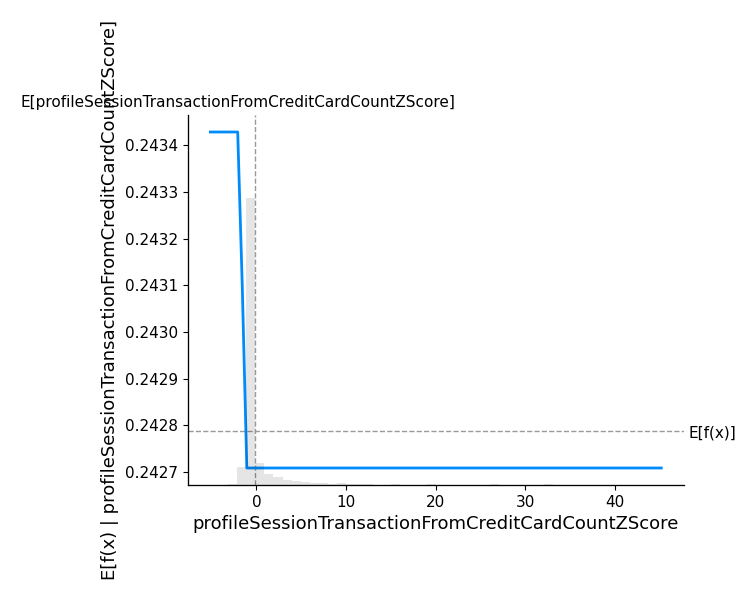 E[profileSessionTransactionFromCreditCardCountZScore]
E[f(x) | profileSessionTransactionFromCreditCardCountZScore]
0.2434
0.2433
0.2432
0.2431
0.2430
0.2429
0.2428
0.2427
E[f(x)]
0 10 20 30 40
profileSessionTransactionFromCreditCardCountZScore